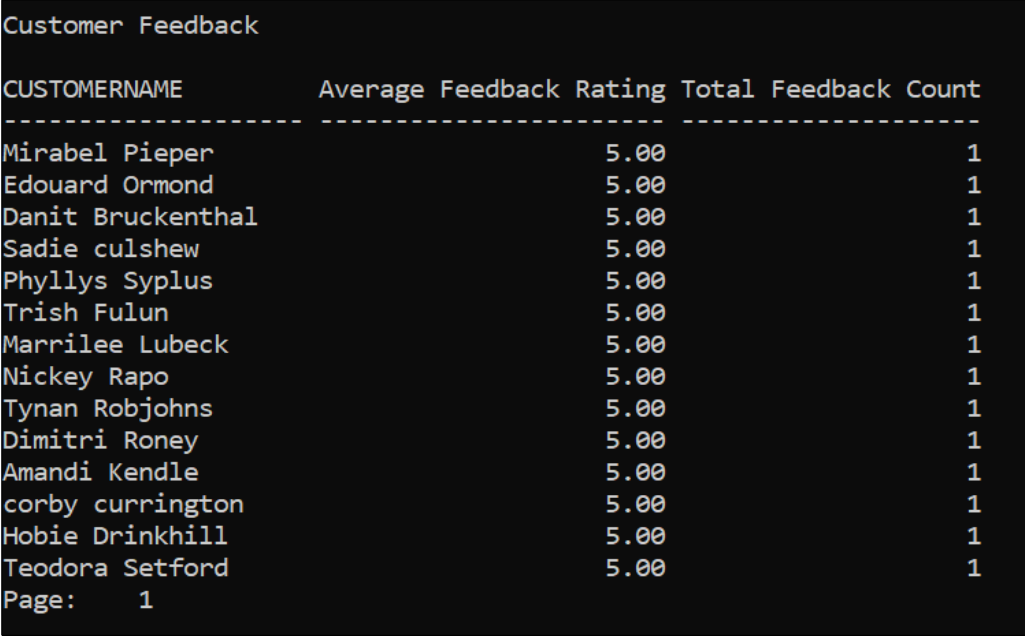 Customer Feedback
CUSTOMERNAME Average Feedback Rating Total Feedback Count
-------------------- ----------------------- --------------------
Mirabel Pieper 5.00 1
Edouard Ormond 5.00 1
Danit Bruckenthal 5.00 1
Sadie culshew 5.00 1
Phyllys Syplus 5.00 1
Trish Fulun 5.00 1
Marrilee Lubeck 5.00 1
Nickey Rapo 5.00 1
Tynan Robjohns 5.00 1
Dimitri Roney 5.00 1
Amandi Kendle 5.00 1
corby currington 5.00 1
Hobie Drinkhill 5.00 1
Teodora Setford 5.00 1
Page: 1